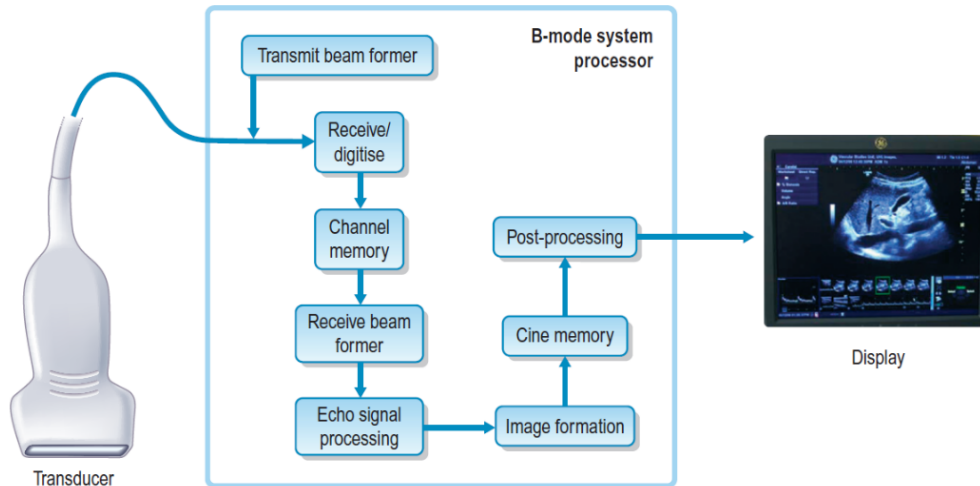 B-mode system
processor
Transmit beam former
Receive/
digitise
Channel
memory
Receive beam
former
Echo signal
processing
Image formation
Cine memory
Post-processing
Transducer
Display